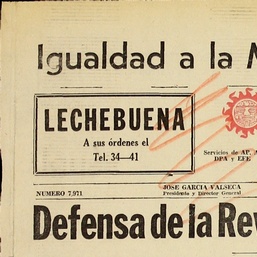 Igualdad a la M
LECHEBUENA
A sus órdenes el
Tel. 34—41
Servicios de AP, A
DPA y EFE
NUMERO 7,971
JOSE GARCIA VALSECA
Presidente y Director General
Defensa de la Rev